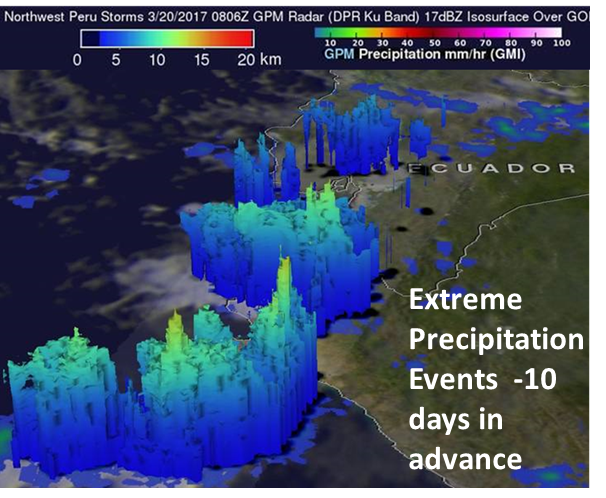 Northwest Peru Storms 3/20/2017 0806Z GPM Radar (DPR Ku Band) 17dBZ Isosurface Over GO
0 5 10 15 20 km
10 20 30 40 50 60 70 80 90 100
GPM Precipitation mm/hr (GMI)
ECUADOR
Extreme
Precipitation
Events -10
days in
advance